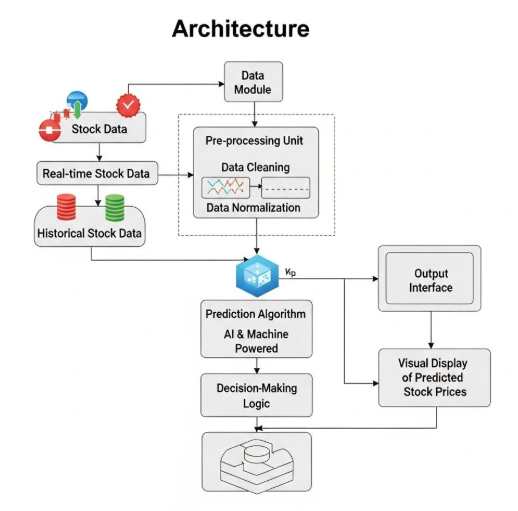 Architecture
Data
Module
Stock Data
Real-time Stock Data
Historical Stock Data
Pre-processing Unit
Data Cleaning
Data Normalization
Prediction Algorithm
AI & Machine
Powered
Decision-Making
Logic
Output
Interface
Visual Display
of Predicted
Stock Prices